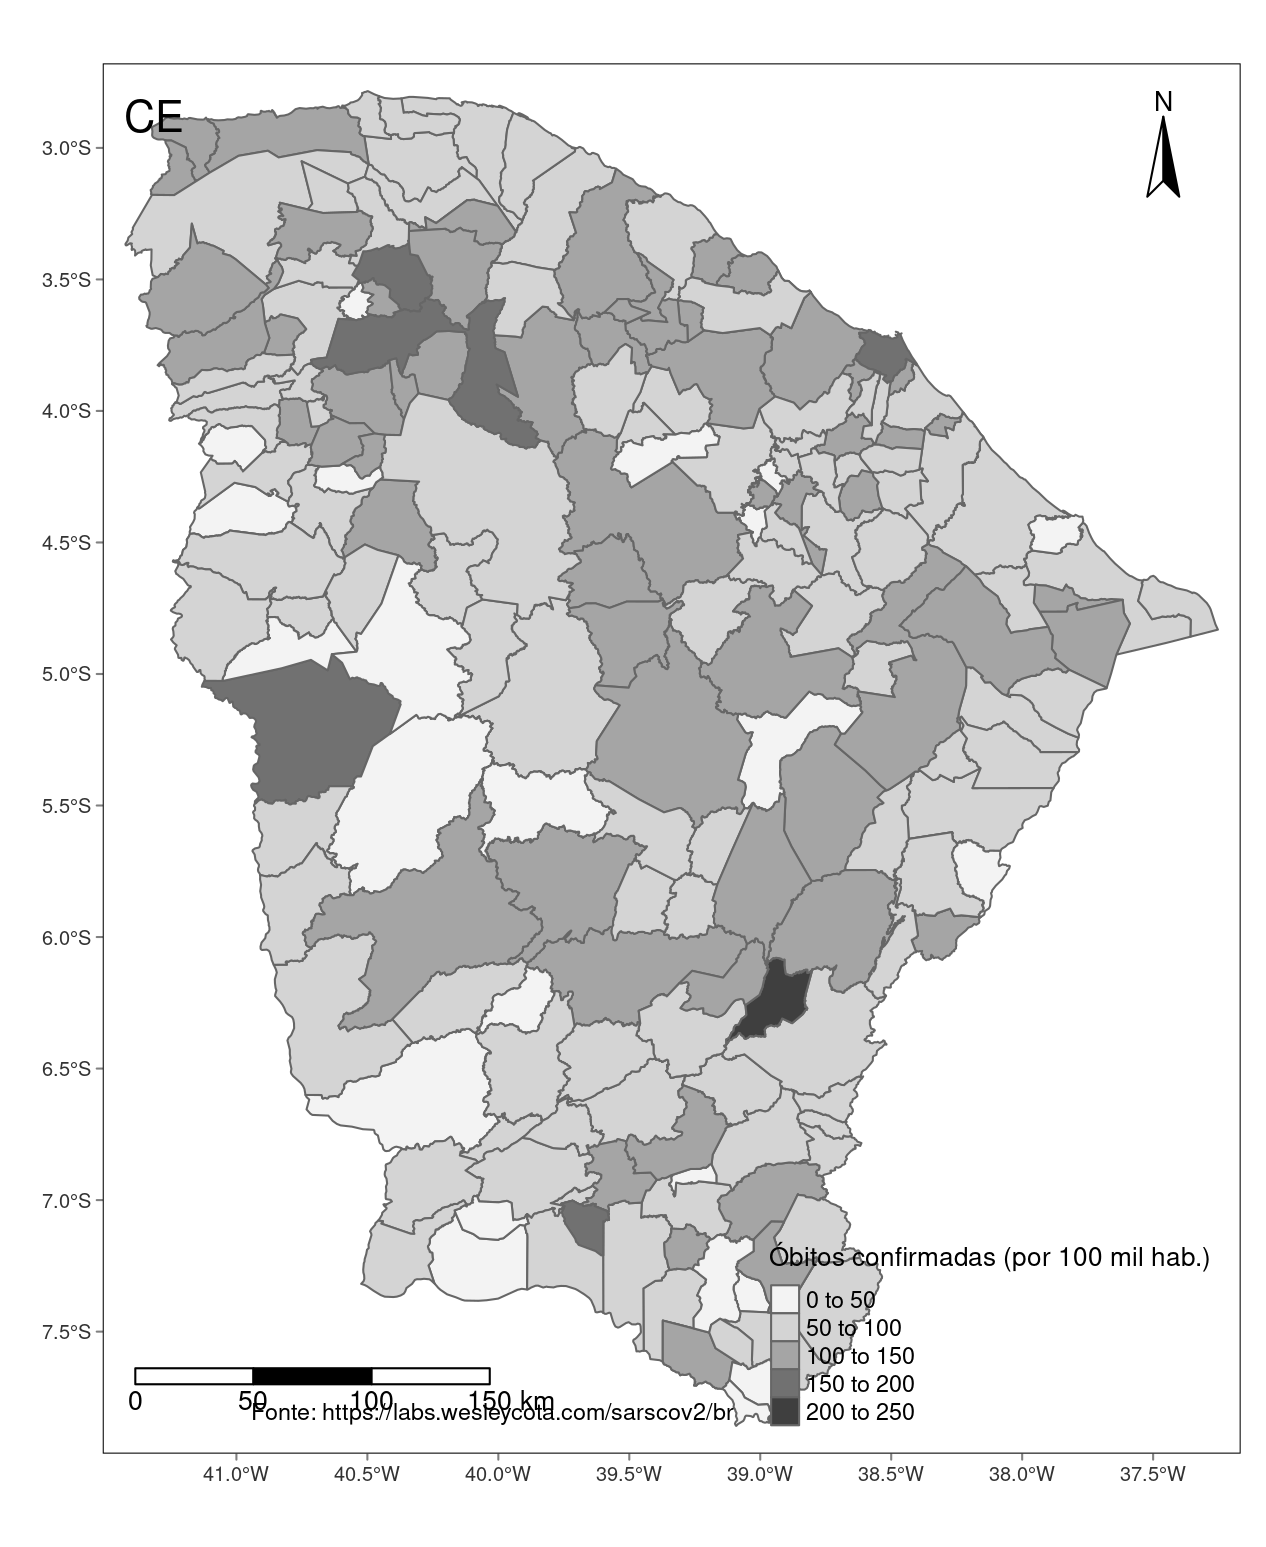 CE
N
3.0°S
3.5°S
4.0°S
4.5°S
5.0°S
5.5°S
6.0°S
6.5°S
7.0°S
7.5°S
Óbitos confirmadas (por 100 mil hab.)
0 to 50
50 to 100
100 to 150
150 to 200
200 to 250
0 50 100 150 km
Fonte: https://labs.wesleycota.com/sarscov2/br
41.0°W 40.5°W 40.0°W 39.5°W 39.0°W 38.5°W 38.0°W 37.5°W